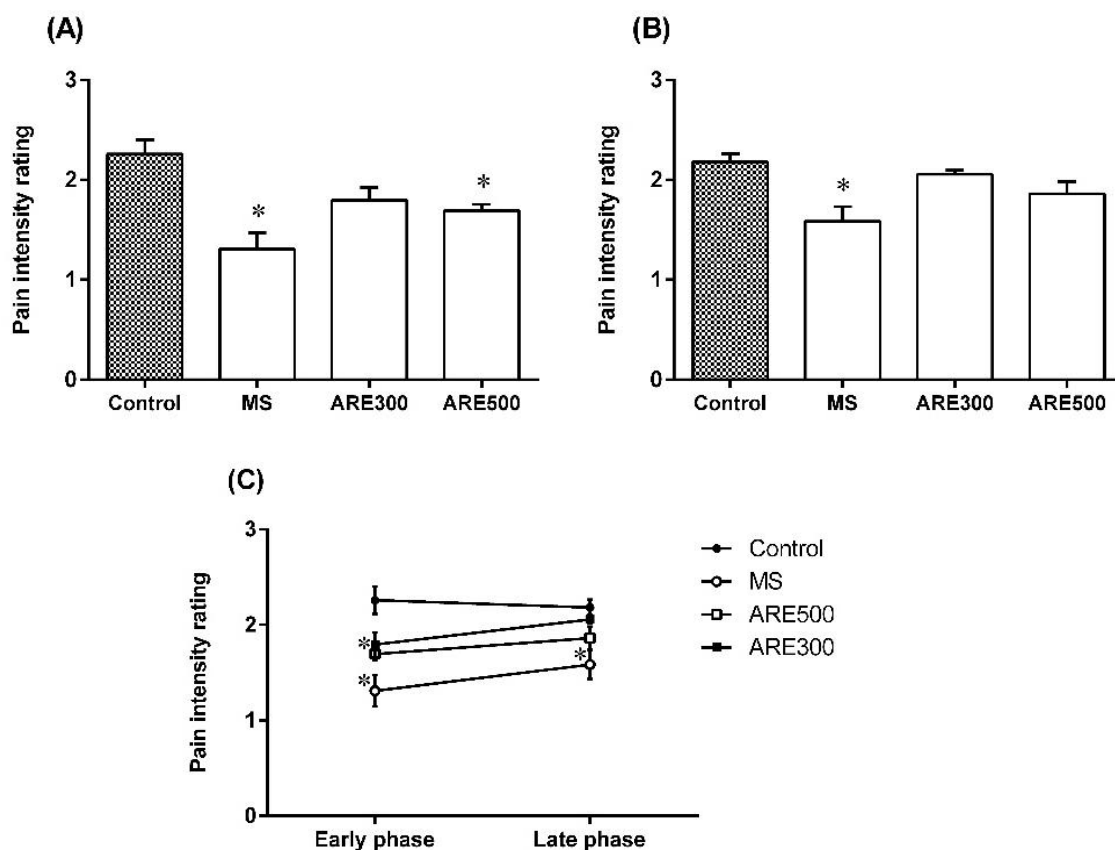 (A)
Pain intensity rating
3
2
1
0
*
*
Control MS ARE300 ARE500
(B)
Pain intensity rating
3
2
1
0
*
Control MS ARE300 ARE500
(C)
Pain intensity rating
3
2
1
0
*
*
*
Early phase Late phase
Control
MS
ARE500
ARE300